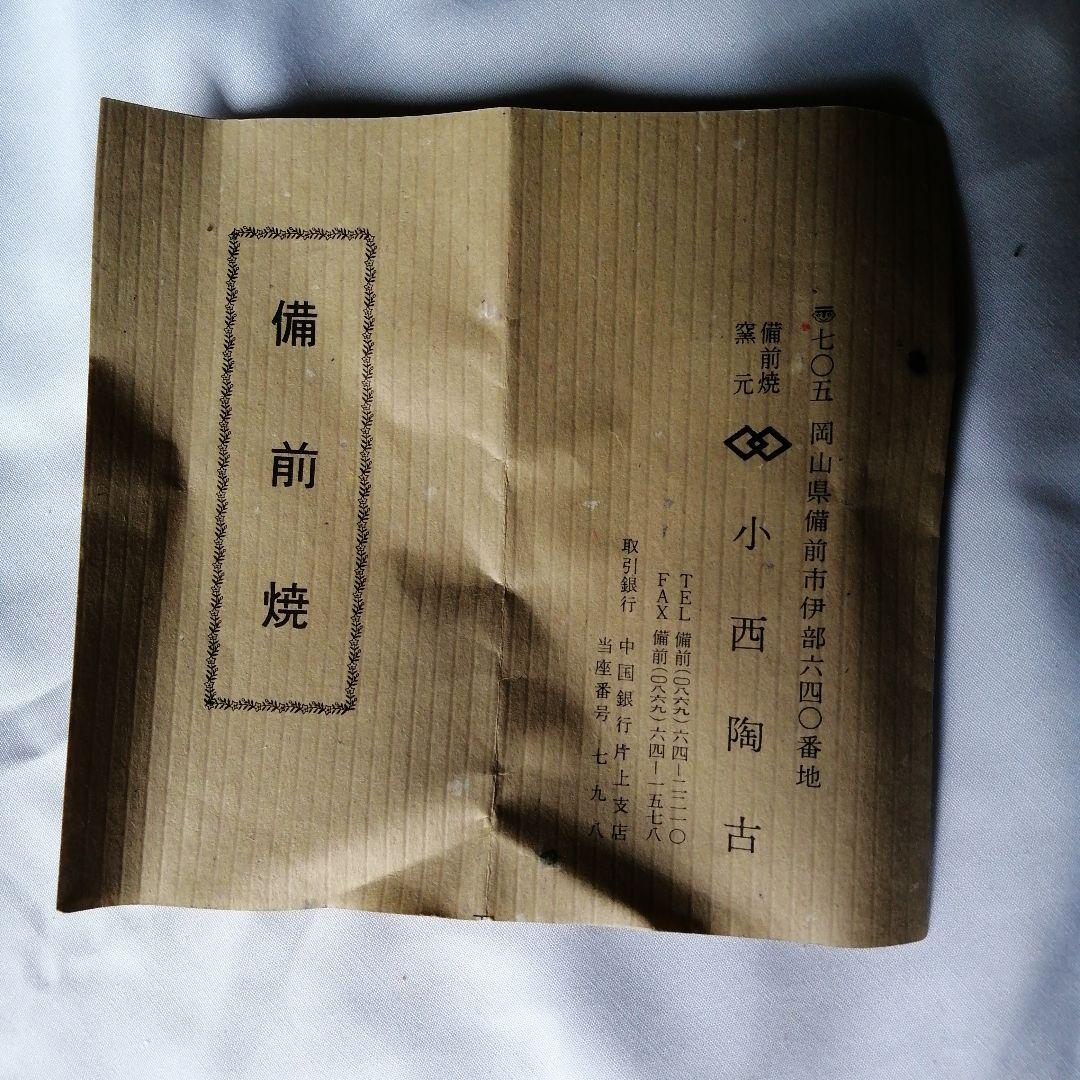 〠七〇五 岡山県備前市伊部六四〇番地
備前焼
窯元
小西陶古
TEL 備前(〇八六九)六四ー二二一〇
FAX 備前(〇八六九)六四ー一五七八
取引銀行 中国銀行片上支店
当座番号 七九八
備前焼